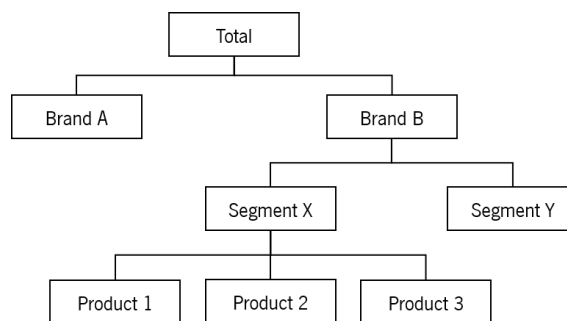 Total
Brand A
Brand B
Segment X
Segment Y
Product 1
Product 2
Product 3